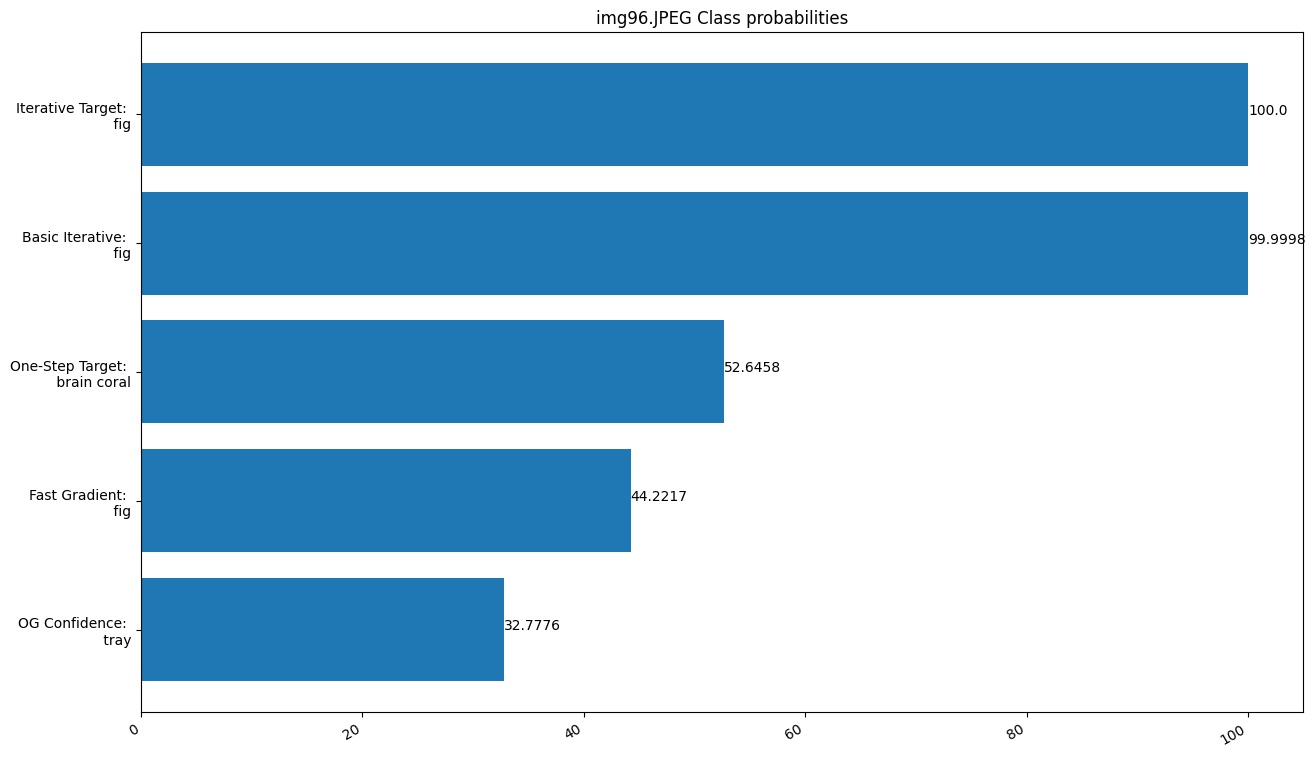 img96.JPEG Class probabilities
Iterative Target:
fig
100.0
Basic Iterative:
fig
99.9998
One-Step Target:
brain coral
52.6458
Fast Gradient:
fig
44.2217
OG Confidence:
tray
32.7776
0 20 40 60 80 100